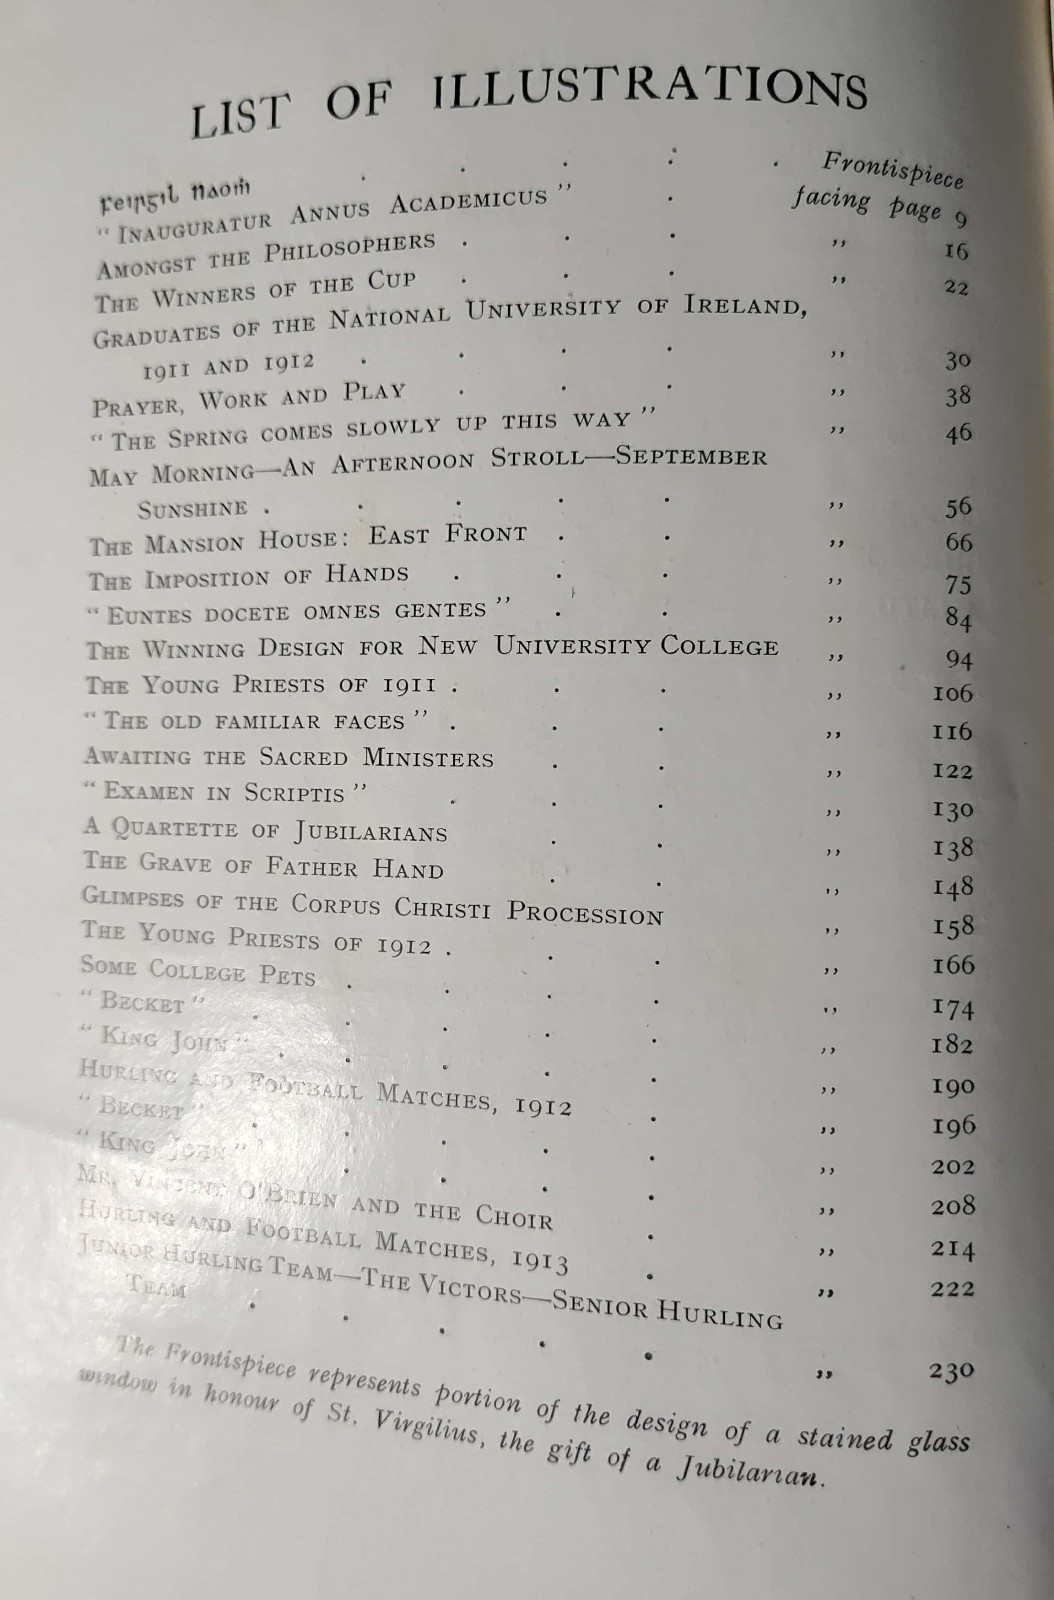 LIST OF ILLUSTRATIONS
Feirgil Naoṁ . . . . . Frontispiece
“ Inauguratur Annus Academicus ” . facing page 9
Amongst the Philosophers . . . ,, 16
The Winners of the Cup . . . ,, 22
Graduates of the National University of Ireland,
1911 and 1912 . . . . ,, 30
Prayer, Work and Play . . . ,, 38
“ The Spring comes slowly up this way ” ,, 46
May Morning—An Afternoon Stroll—September
Sunshine . . . . . ,, 56
The Mansion House: East Front . . ,, 66
The Imposition of Hands . . . ,, 75
“ Euntes docete omnes gentes ” . . ,, 84
The Winning Design for New University College ,, 94
The Young Priests of 1911 . . . ,, 106
“ The old familiar faces ” . . . ,, 116
Awaiting the Sacred Ministers . . ,, 122
“ Examen in Scriptis ” . . . ,, 130
A Quartette of Jubilarians . . ,, 138
The Grave of Father Hand . . ,, 148
Glimpses of the Corpus Christi Procession ,, 158
The Young Priests of 1912 . . . ,, 166
Some College Pets . . . . ,, 174
“ Becket ” . . . . . ,, 182
“ King John ” . . . . . ,, 190
Hurling and Football Matches, 1912 . ,, 196
“ Becket ” . . . . . ,, 202
“ King John ” . . . . ,, 208
Mr. Vincent O'Brien and the Choir . ,, 214
Hurling and Football Matches, 1913 . ,, 222
Junior Hurling Team—The Victors—Senior Hurling
Team . . . . . ,, 230
The Frontispiece represents portion of the design of a stained glass
window in honour of St. Virgilius, the gift of a Jubilarian.